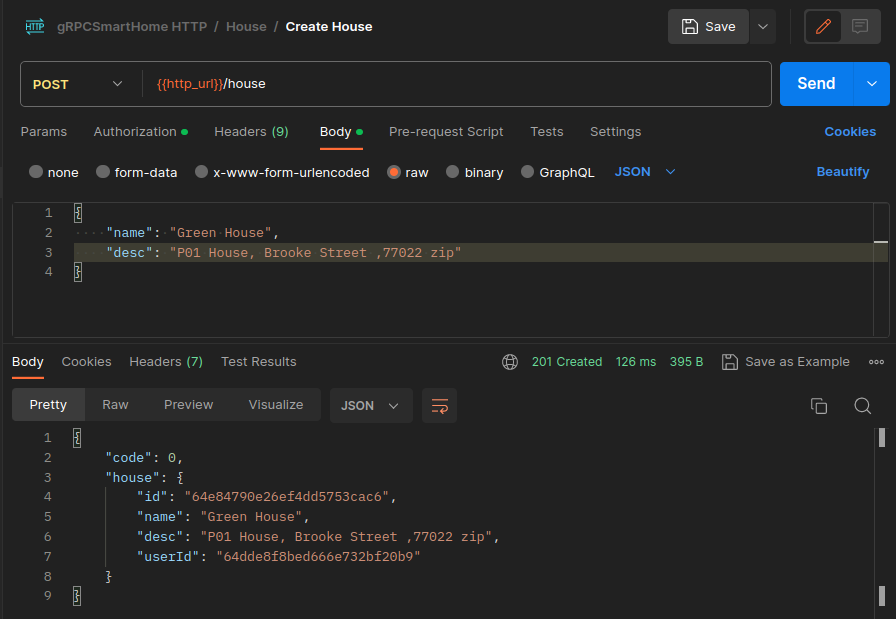 HTTP gRPCSmartHome HTTP / House / Create House Save
POST {{http_url}}/house Send
Params Authorization Headers (9) Body Pre-request Script Tests Settings Cookies
none form-data x-www-form-urlencoded raw binary GraphQL JSON Beautify
1 {
2 "name": "Green House",
3 "desc": "P01 House, Brooke Street ,77022 zip"
4 }
Body Cookies Headers (7) Test Results 201 Created 126 ms 395 B Save as Example
Pretty Raw Preview Visualize JSON
1 {
2 "code": 0,
3 "house": {
4 "id": "64e84790e26ef4dd5753cac6",
5 "name": "Green House",
6 "desc": "P01 House, Brooke Street ,77022 zip",
7 "userId": "64dde8f8bed666e732bf20b9"
8 }
9 }